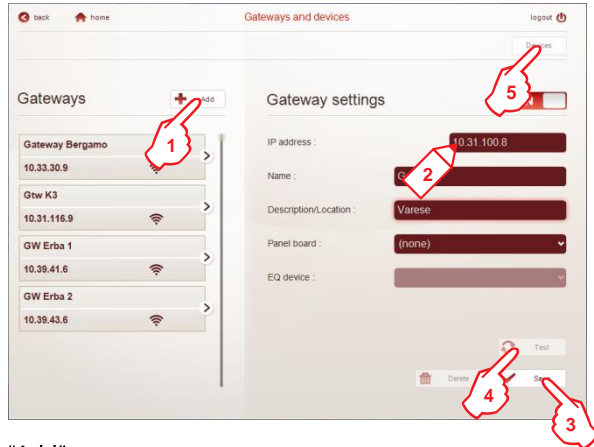 back home Gateways and devices logout
5
Gateways Add Gateway settings
1
IP address : 10.31.100.8
Gateway Bergamo
10.33.30.9
2
Name :
Gtw K3
10.31.116.9
Description/Location : Varese
GW Erba 1
10.39.41.6
Panel board : (none)
EQ device :
GW Erba 2
10.39.43.6
Test
Delete
4
3